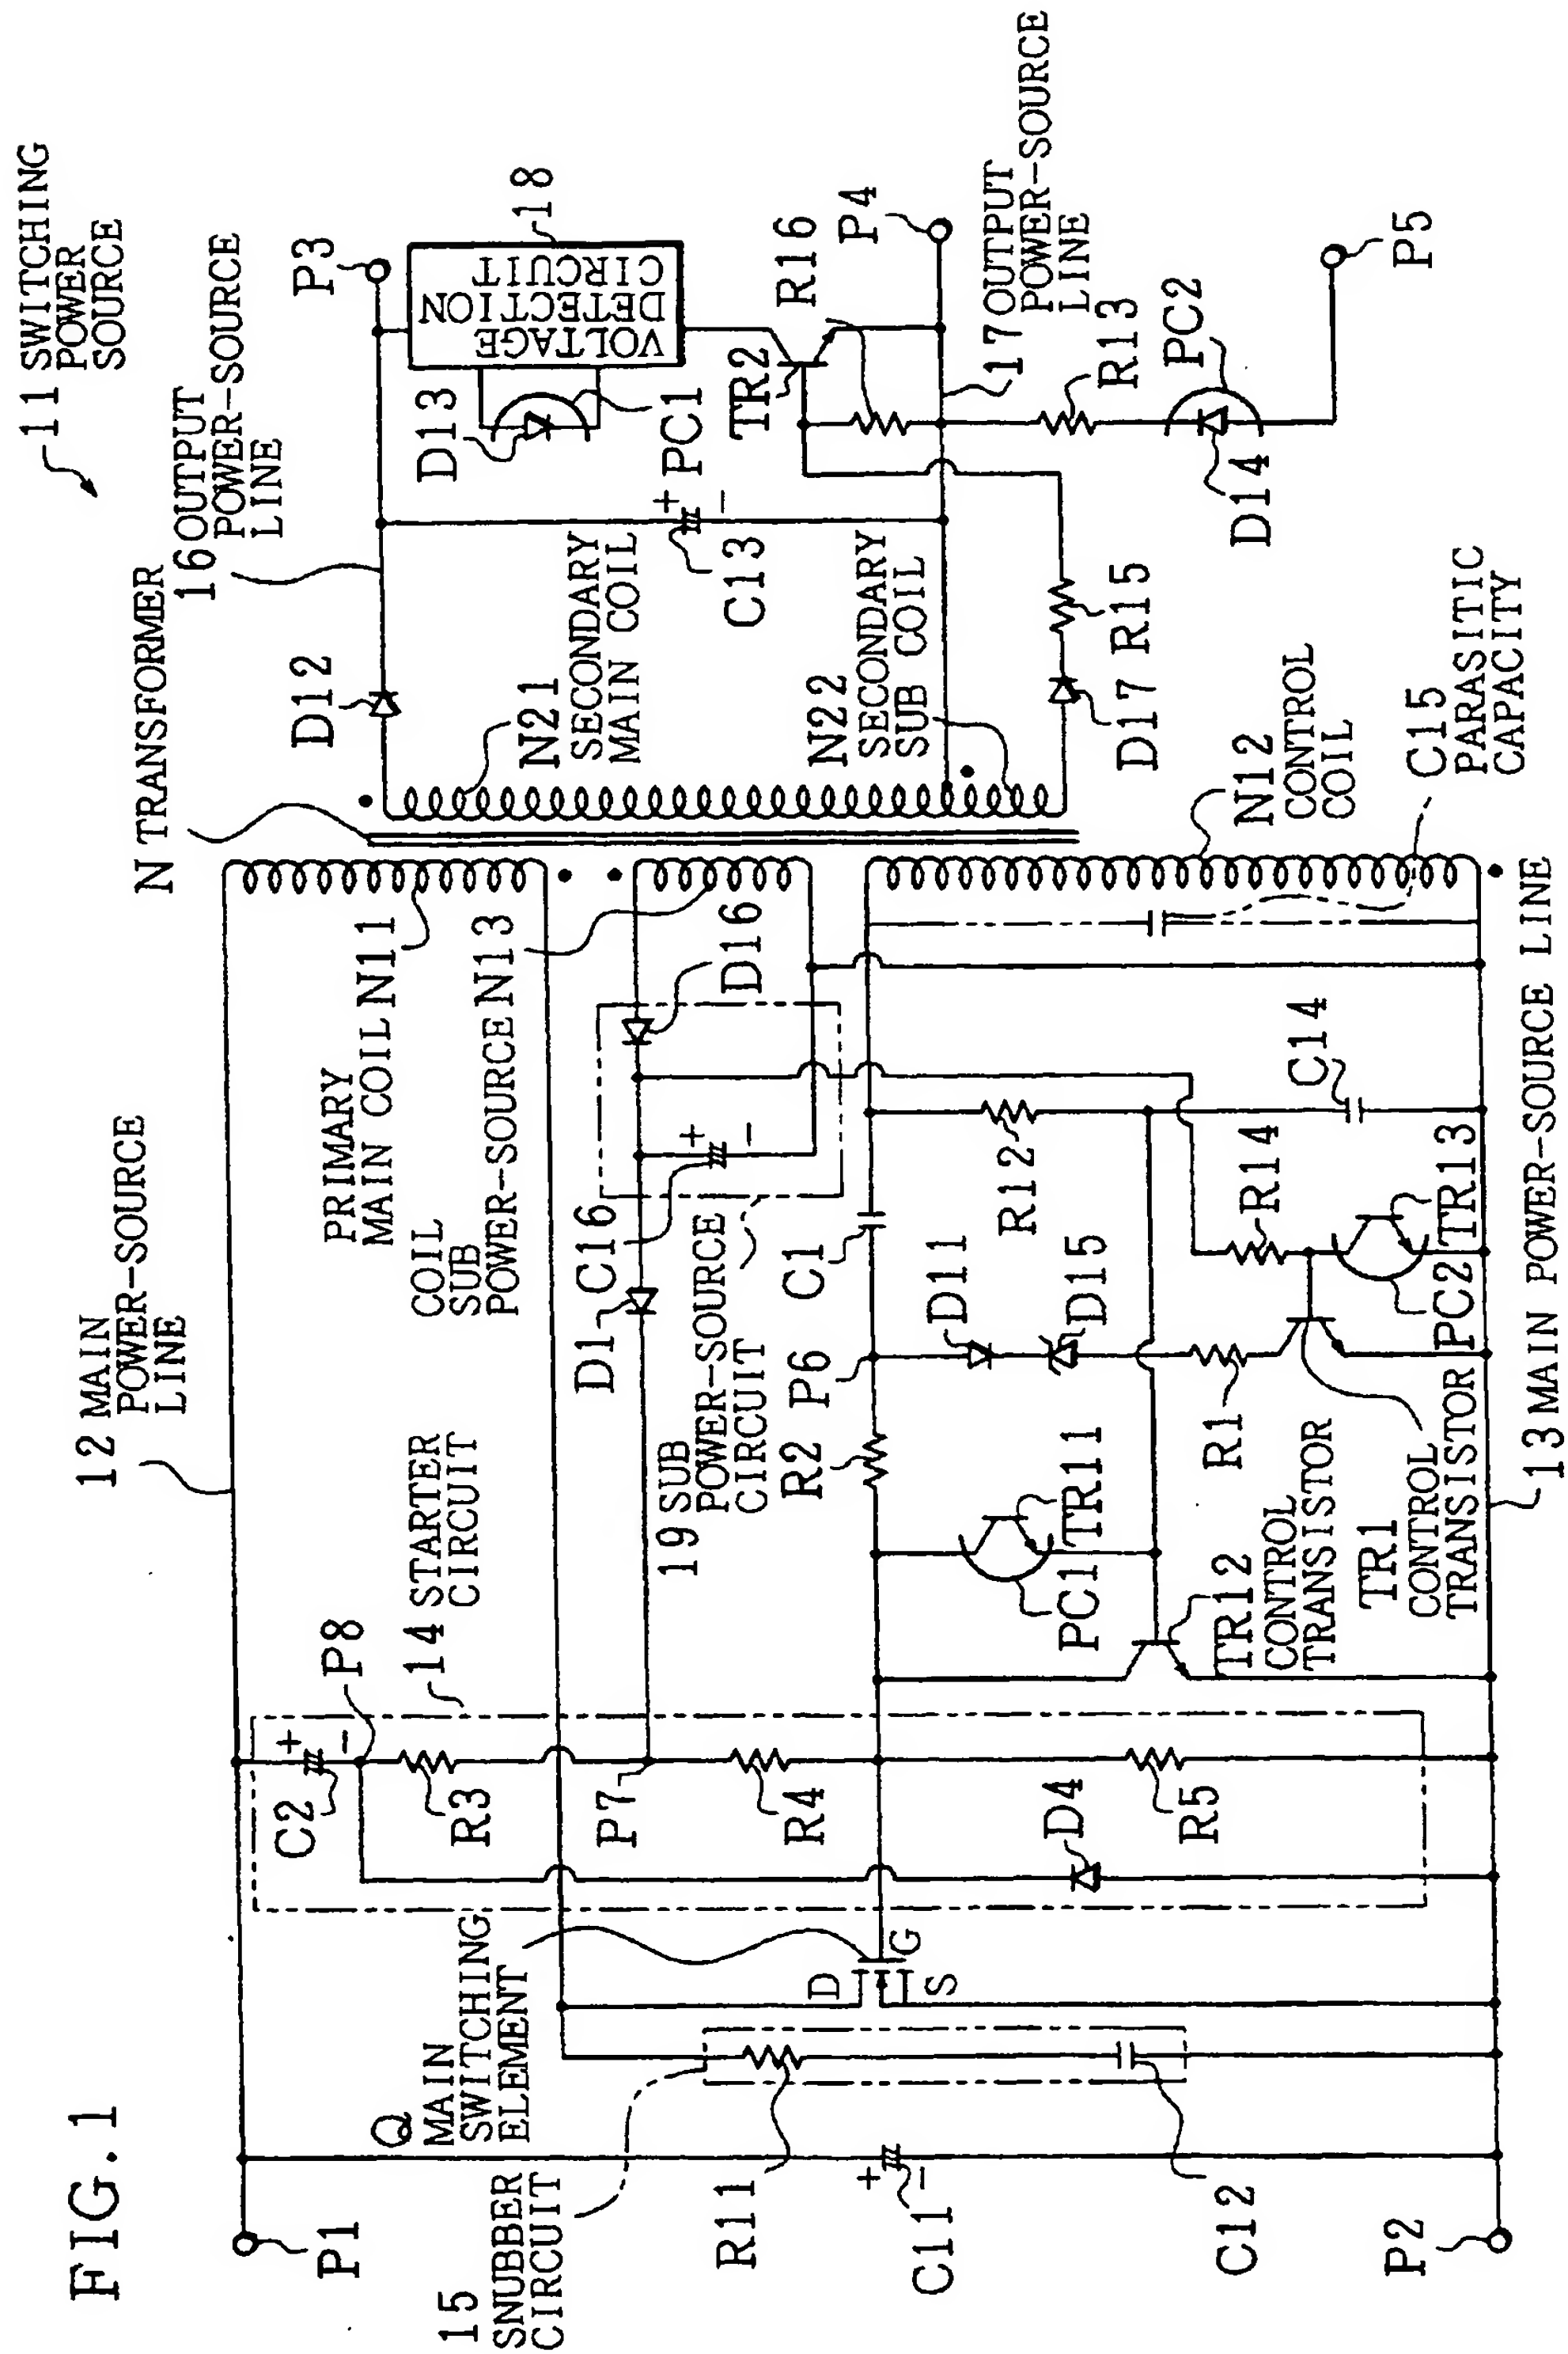 FIG. 1
11 SWITCHING
POWER
SOURCE
12 MAIN
POWER-SOURCE
LINE
N TRANSFORMER
16 OUTPUT
POWER-SOURCE
LINE
P1
P3
C2
P8
14 STARTER
CIRCUIT
R3
PRIMARY
MAIN COIL N11
COIL
SUB
POWER-SOURCE N13
D12
N21
SECONDARY
MAIN COIL
D13
PC1
18
VOLTAGE
DETECTION
CIRCUIT
Q
MAIN
SWITCHING
ELEMENT
15
SNUBBER
CIRCUIT
P7
D1
C16
D16
+
-
+
-
+
-
+
-
19 SUB
POWER-SOURCE
CIRCUIT
C13
TR2
R16
P4
R11
C11
D
G
S
R4
R2
P6
C1
N22
SECONDARY
SUB COIL
17 OUTPUT
POWER-SOURCE
LINE
D4
PC1
TR11
D11
D15
R12
D17
R15
R13
PC2
D14
C12
R5
TR12
CONTROL
TRANSISTOR
R1
R14
C14
N12
CONTROL
COIL
P5
P2
TR1
CONTROL
TRANSISTOR
PC2
TR13
C15
PARASITIC
CAPACITY
13 MAIN POWER-SOURCE LINE